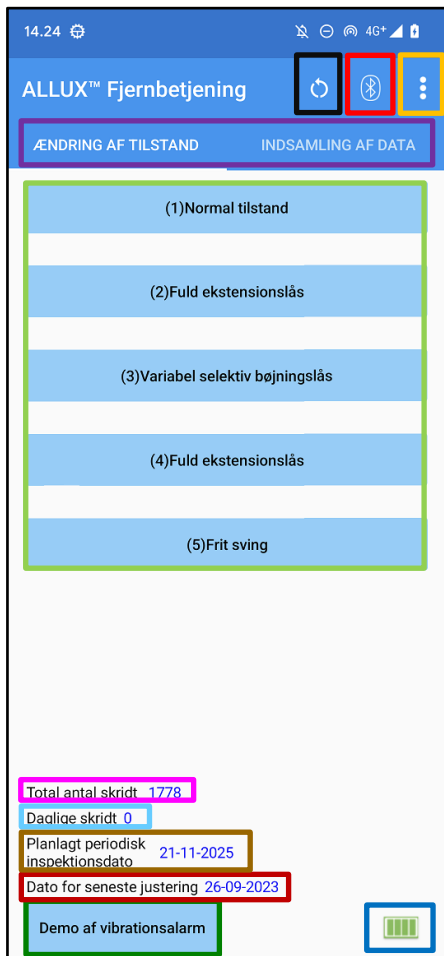 14.24 4G+
ALLUX™ Fjernbetjening
ÆNDRING AF TILSTAND INDSAMLING AF DATA
(1)Normal tilstand
(2)Fuld ekstensionslås
(3)Variabel selektiv bøjningslås
(4)Fuld ekstensionslås
(5)Frit sving
Total antal skridt 1778
Daglige skridt 0
Planlagt periodisk
inspektionsdato 21-11-2025
Dato for seneste justering 26-09-2023
Demo af vibrationsalarm